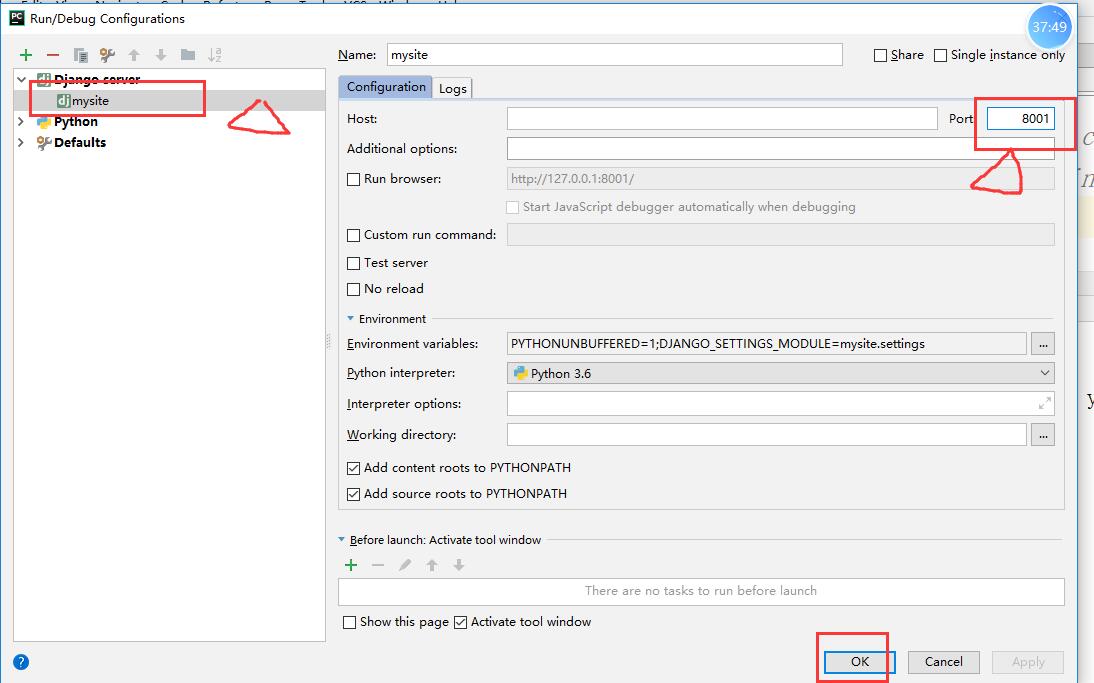 PC Run/Debug Configurations
37:49
Name: mysite Share Single instance only
dj Django server
dj mysite
Python
Defaults
Configuration Logs
Host: Port 8001
Additional options:
Run browser: http://127.0.0.1:8001/
Start JavaScript debugger automatically when debugging
Custom run command:
Test server
No reload
Environment
Environment variables: PYTHONUNBUFFERED=1;DJANGO_SETTINGS_MODULE=mysite.settings ...
Python interpreter: Python 3.6
Interpreter options:
Working directory: ...
Add content roots to PYTHONPATH
Add source roots to PYTHONPATH
Before launch: Activate tool window
There are no tasks to run before launch
Show this page Activate tool window
? OK Cancel Apply